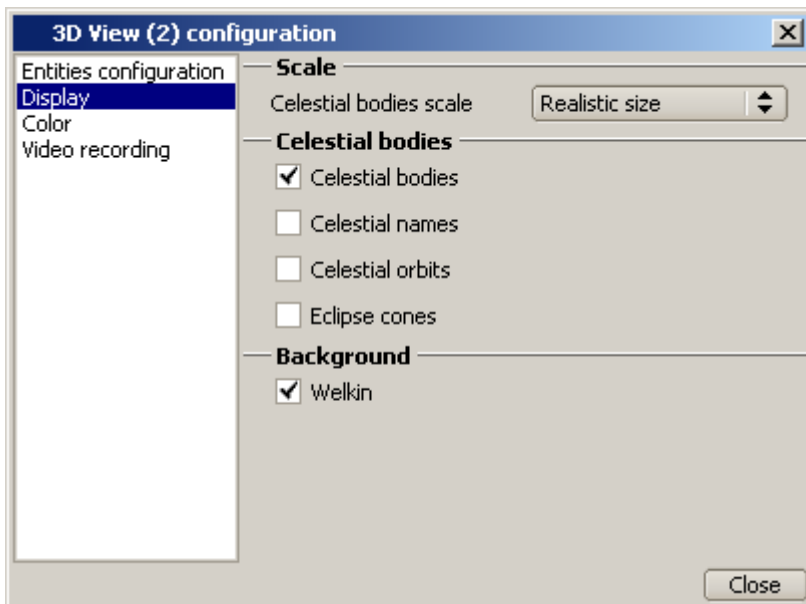 3D View (2) configuration
Entities configuration
Display
Color
Video recording
Scale
Celestial bodies scale Realistic size
Celestial bodies
Celestial bodies
Celestial names
Celestial orbits
Eclipse cones
Background
Welkin
Close